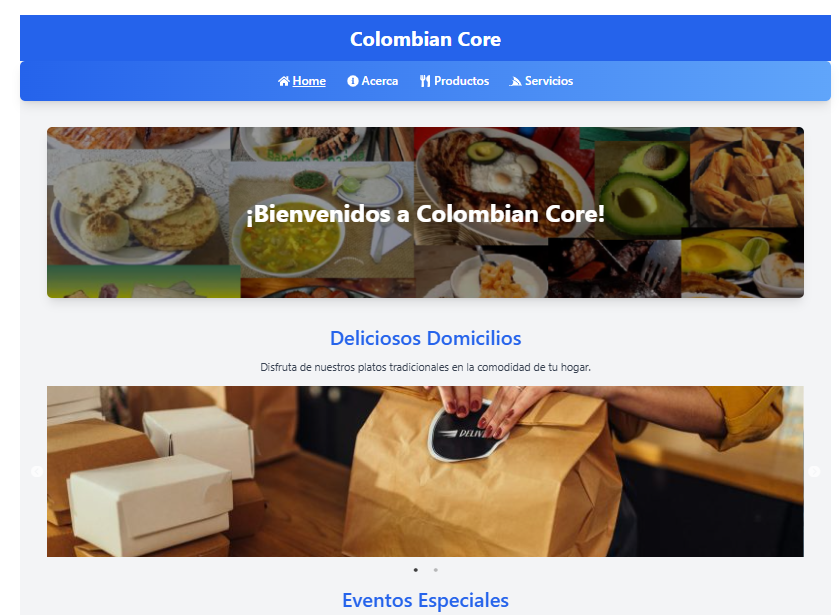 Colombian Core
Home Acerca Productos Servicios
¡Bienvenidos a Colombian Core!
Deliciosos Domicilios
Disfruta de nuestros platos tradicionales en la comodidad de tu hogar.
Eventos Especiales